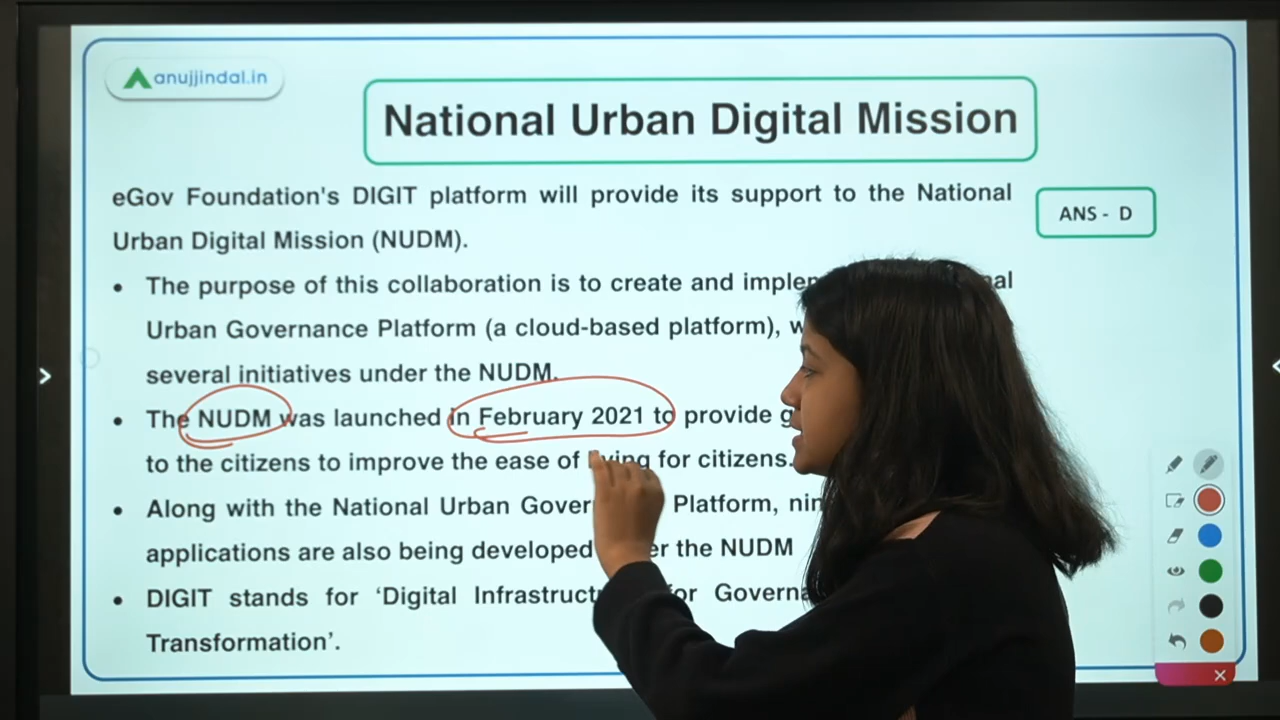 anujjindal.in
National Urban Digital Mission
eGov Foundation's DIGIT platform will provide its support to the National
Urban Digital Mission (NUDM).
ANS - D
• The purpose of this collaboration is to create and
Urban Governance Platform (a cloud-based platform),
several initiatives under the NUDM.
• The NUDM was launched in February 2021 to provide
to the citizens to improve the ease of living for citizens.
• Along with the National Urban Platform,
applications are also being developed the NUDM
• DIGIT stands for ‘Digital
Transformation’.